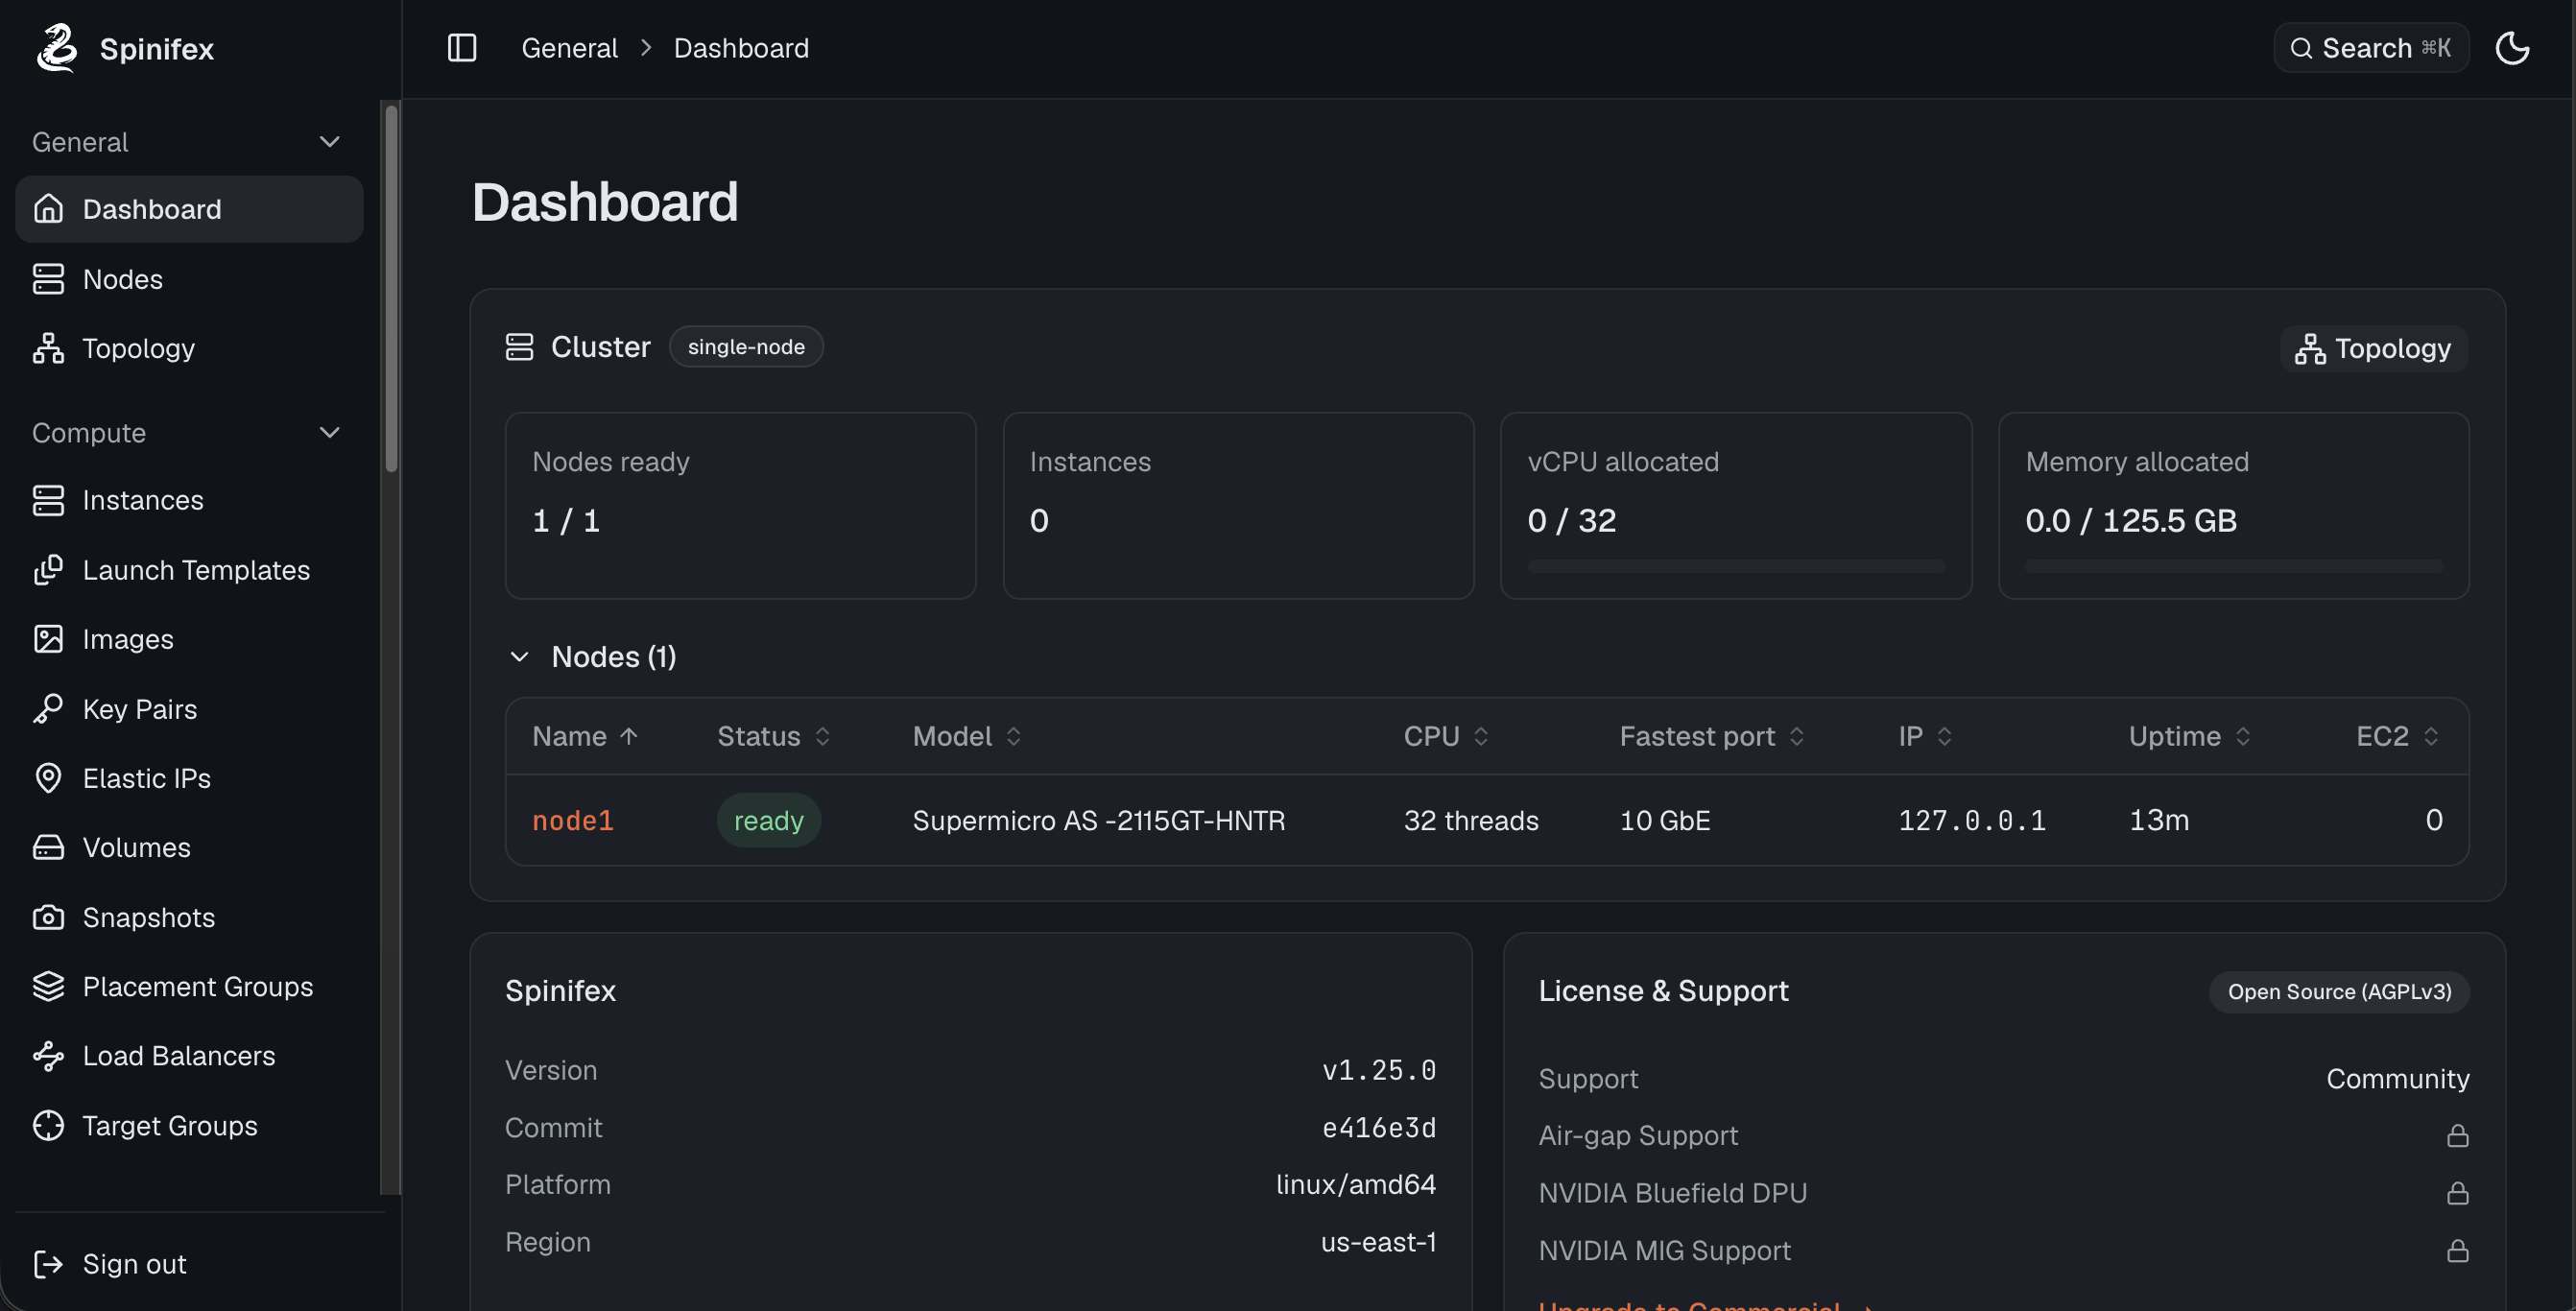 Spinifex
General > Dashboard
Search ⌘K
General
Dashboard
Nodes
Topology
Compute
Instances
Launch Templates
Images
Key Pairs
Elastic IPs
Volumes
Snapshots
Placement Groups
Load Balancers
Target Groups
Sign out
Dashboard
Cluster single-node
Topology
Nodes ready
1 / 1
Instances
0
vCPU allocated
0 / 32
Memory allocated
0.0 / 125.5 GB
Nodes (1)
Name Status Model CPU Fastest port IP Uptime EC2
node1 ready Supermicro AS -2115GT-HNTR 32 threads 10 GbE 127.0.0.1 13m 0
Spinifex
Version v1.25.0
Commit e416e3d
Platform linux/amd64
Region us-east-1
License & Support Open Source (AGPLv3)
Support Community
Air-gap Support
NVIDIA Bluefield DPU
NVIDIA MIG Support
Upgrade to Commercial